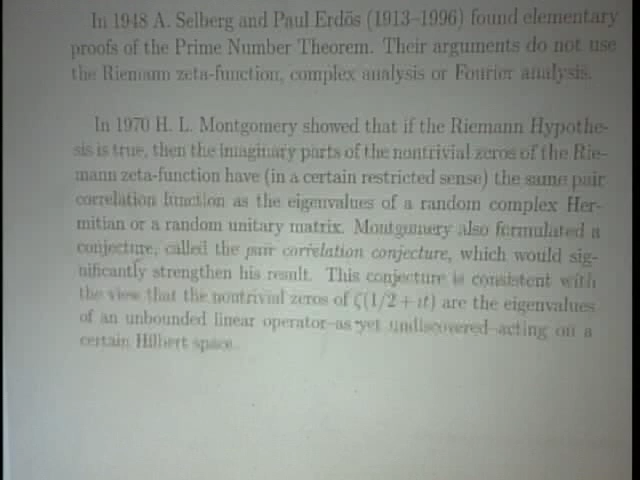 In 1948 A. Selberg and Paul Erdös (1913–1996) found elementary
proofs of the Prime Number Theorem. Their arguments do not use
the Riemann zeta-function, complex analysis or Fourier analysis.
In 1970 H. L. Montgomery showed that if the Riemann Hypothe-
sis is true, then the imaginary parts of the nontrivial zeros of the Rie-
mann zeta-function have (in a certain restricted sense) the same pair
correlation function as the eigenvalues of a random complex Her-
mitian or a random unitary matrix. Montgomery also formulated a
conjecture, called the pair correlation conjecture, which would sig-
nificantly strengthen his result. This conjecture is consistent with
the view that the nontrivial zeros of ζ(1/2 + it) are the eigenvalues
of an unbounded linear operator–as yet undiscovered–acting on a
certain Hilbert space.